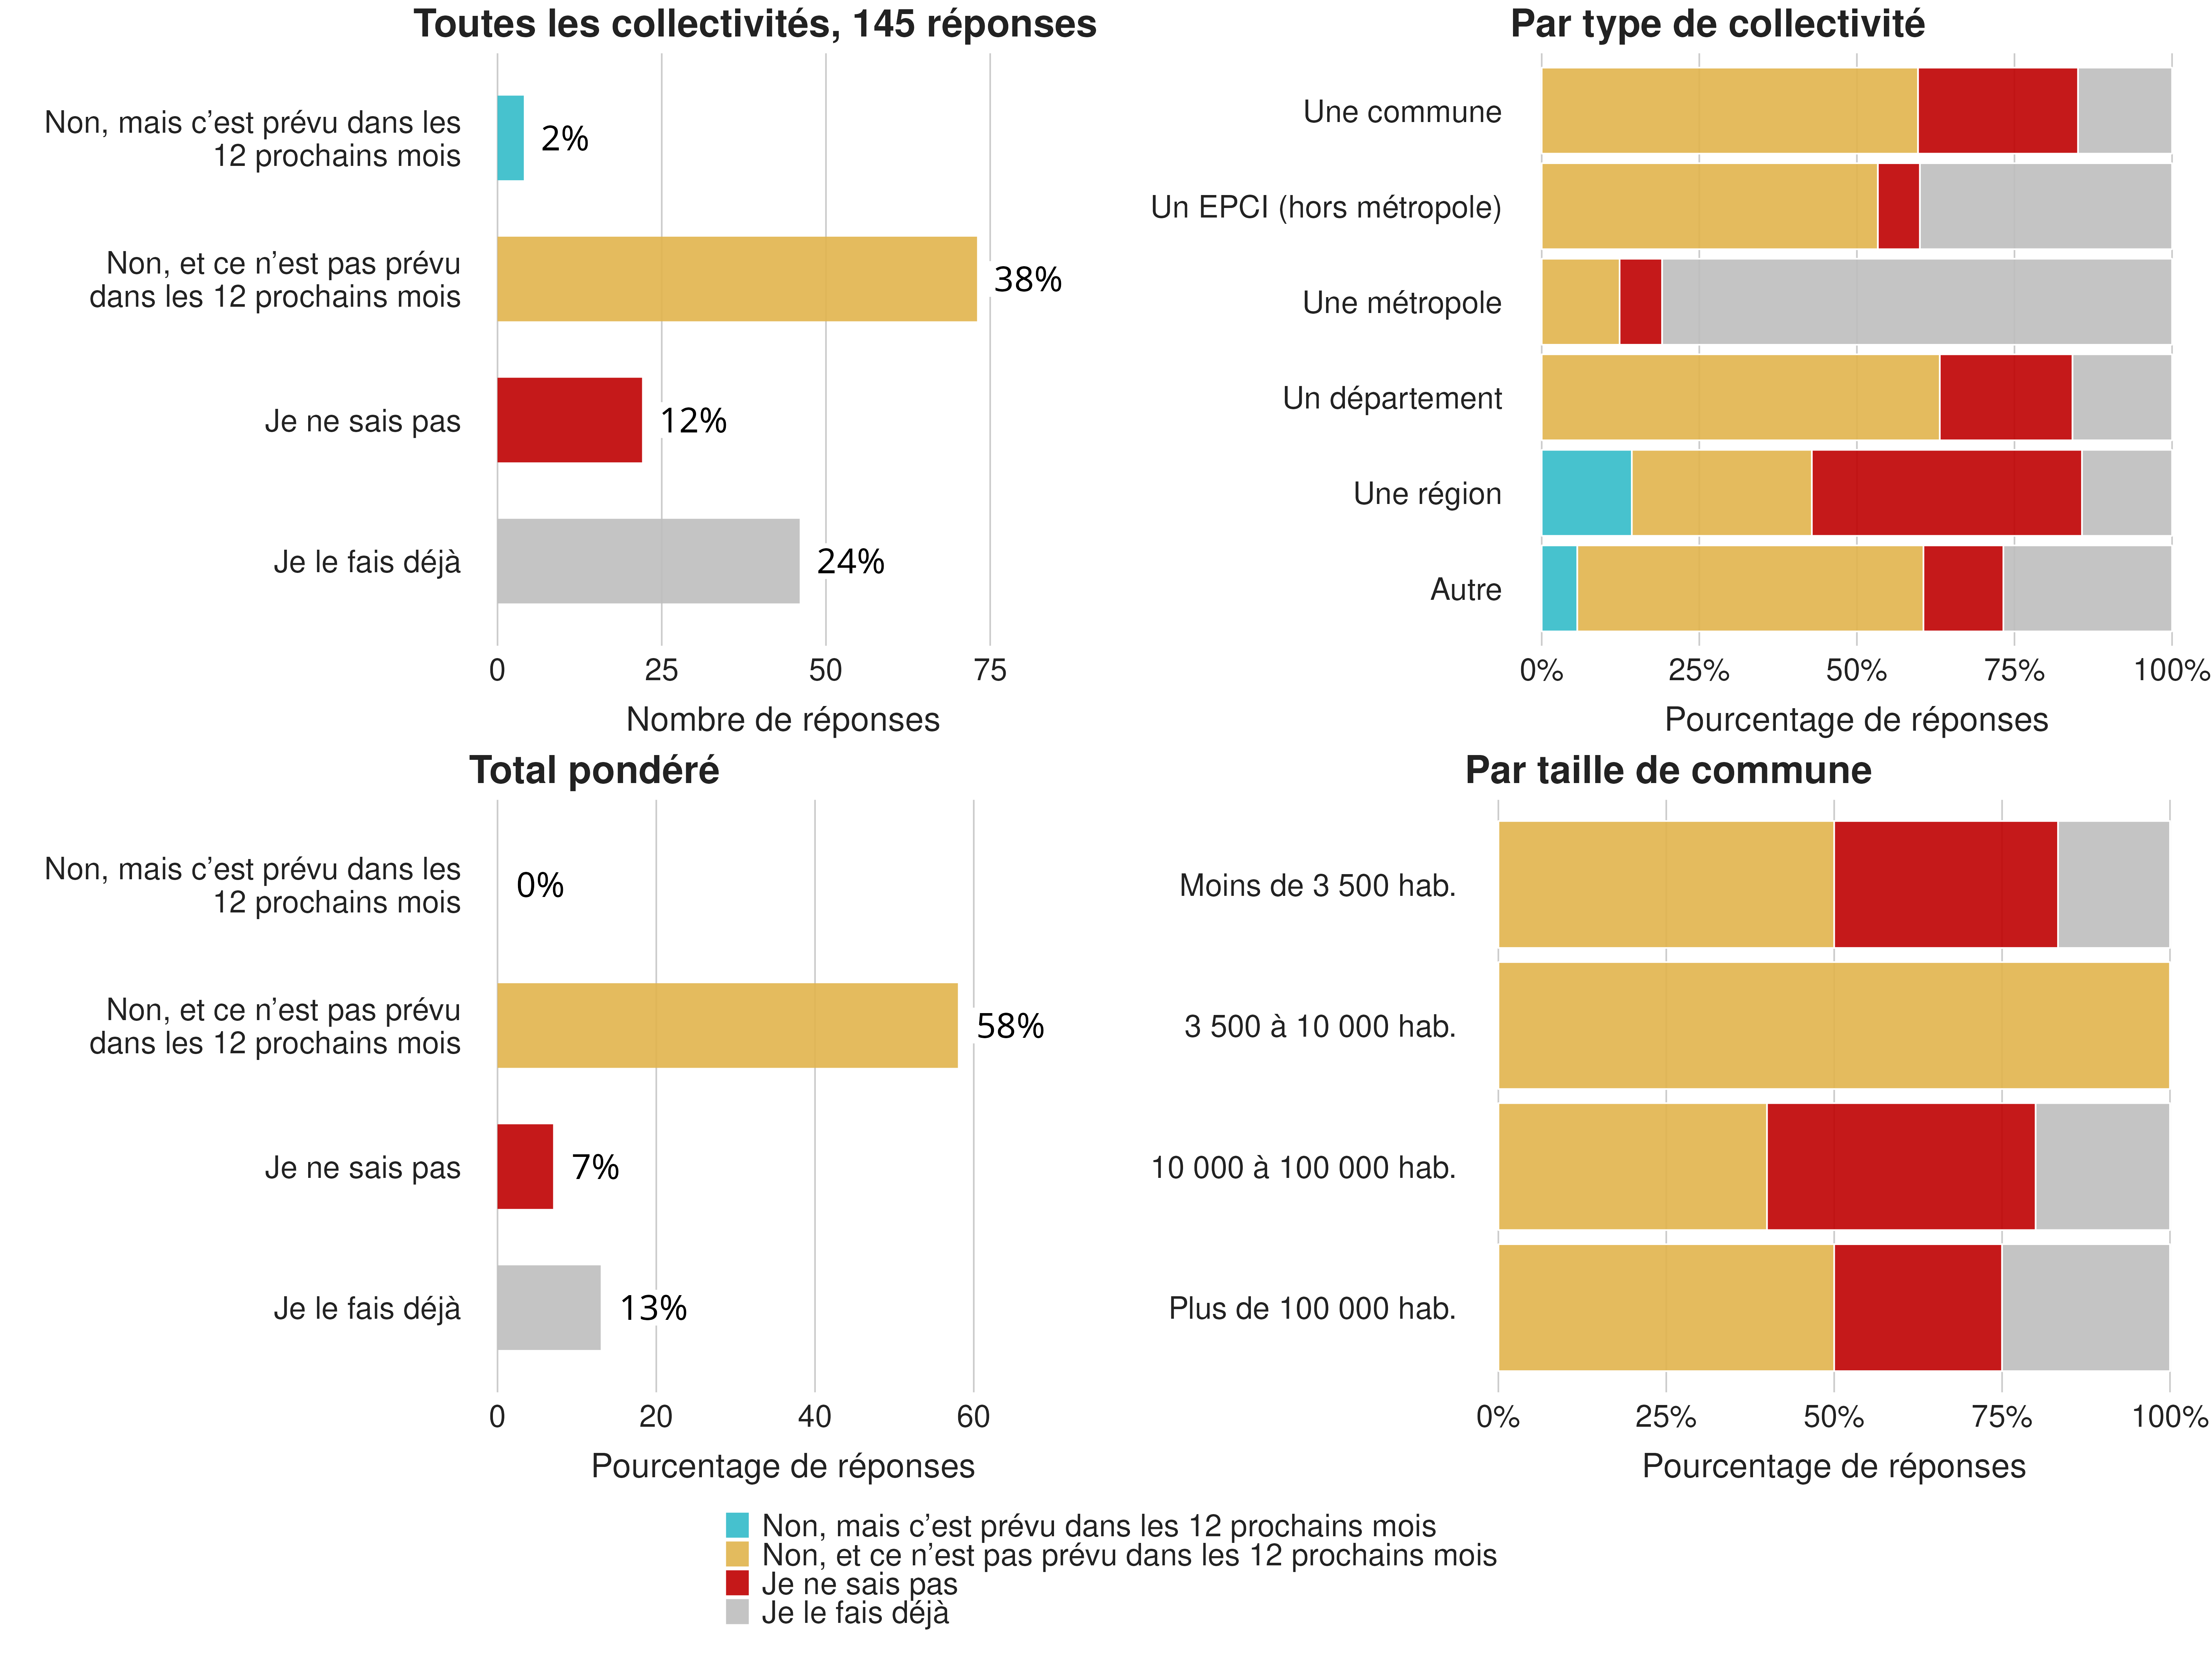 Toutes les collectivités, 145 réponses
Non, mais c’est prévu dans les
12 prochains mois
2%
Non, et ce n’est pas prévu
dans les 12 prochains mois
38%
Je ne sais pas
12%
Je le fais déjà
24%
0 25 50 75
Nombre de réponses
Par type de collectivité
Une commune
Un EPCI (hors métropole)
Une métropole
Un département
Une région
Autre
0% 25% 50% 75% 100%
Pourcentage de réponses
Total pondéré
Non, mais c’est prévu dans les
12 prochains mois
0%
Non, et ce n’est pas prévu
dans les 12 prochains mois
58%
Je ne sais pas
7%
Je le fais déjà
13%
0 20 40 60
Pourcentage de réponses
Par taille de commune
Moins de 3 500 hab.
3 500 à 10 000 hab.
10 000 à 100 000 hab.
Plus de 100 000 hab.
0% 25% 50% 75% 100%
Pourcentage de réponses
Non, mais c’est prévu dans les 12 prochains mois
Non, et ce n’est pas prévu dans les 12 prochains mois
Je ne sais pas
Je le fais déjà